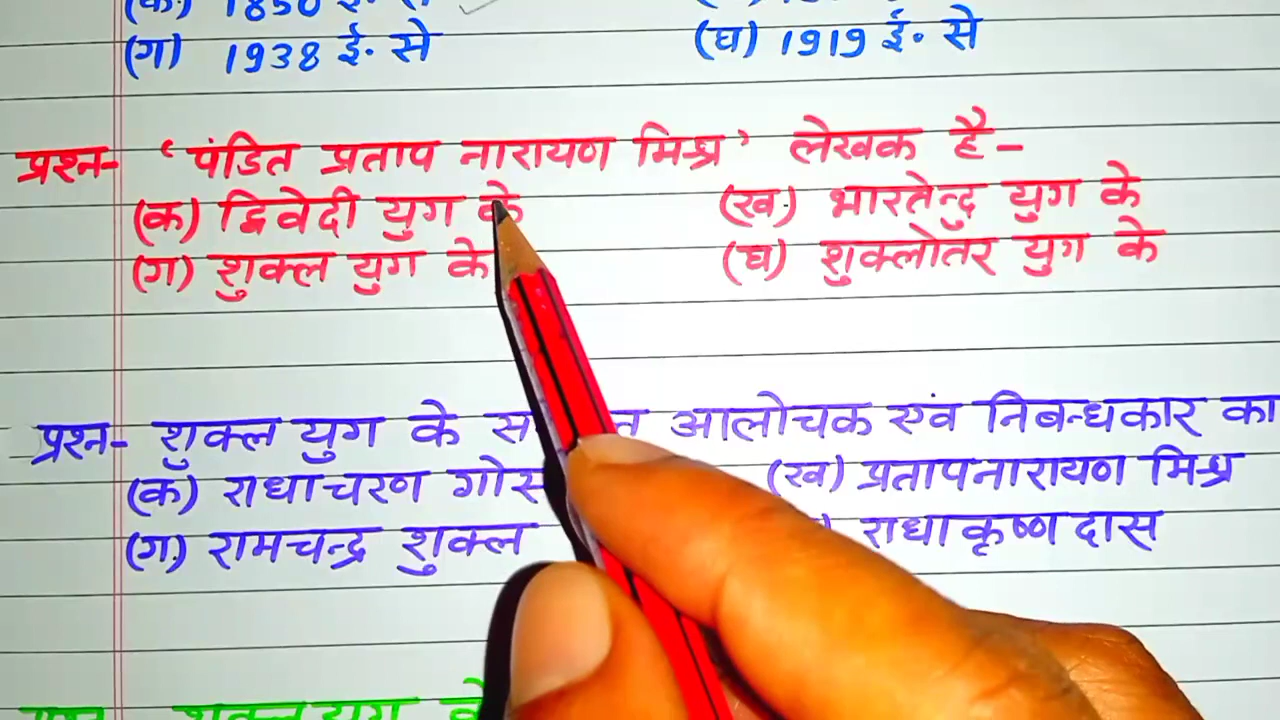 (क) 1850 ई. से
(ग) 1938 ई. से (घ) 1919 ई. से
प्रश्न- ‘पंडित प्रताप नारायण मिश्र’ लेखक है-
(क) द्विवेदी युग के (ख) भारतेन्दु युग के
(ग) शुक्ल युग के (घ) शुक्लोतर युग के
प्रश्न- शुक्ल युग के आलोचक एवं निबन्धकार का
(क) राधाचरण (ख) प्रतापनारायण मिश्र
(ग) रामचन्द्र शुक्ल राधाकृष्ण दास
शुक्ल युग